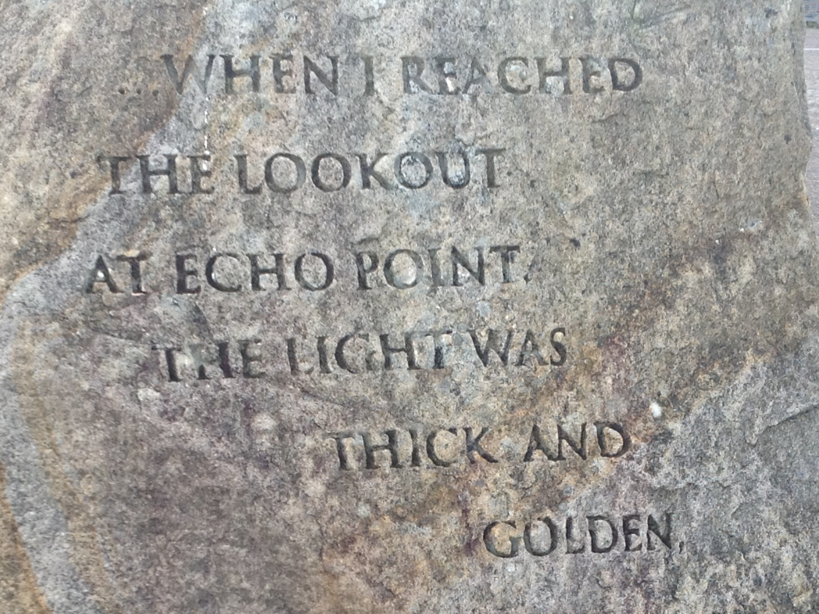 ...WHEN I REACHED
THE LOOKOUT
AT ECHO POINT.
THE LIGHT WAS
THICK AND
GOLDEN,